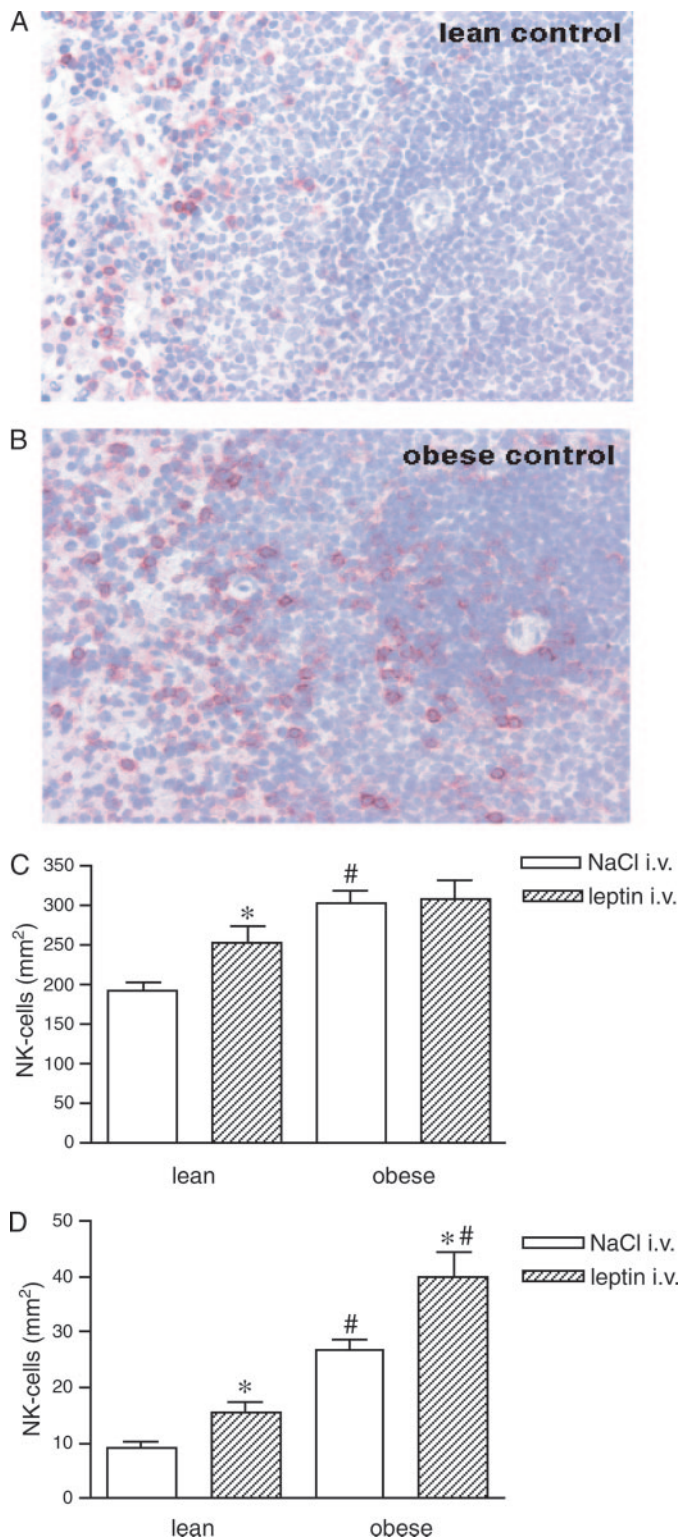 A
lean control
B
obese control
C
NK-cells (mm²)
350
300
250
200
150
100
50
0
*
#
lean
obese
NaCl i.v.
leptin i.v.
D
NK-cells (mm²)
50
40
30
20
10
0
*
#
*#
lean
obese
NaCl i.v.
leptin i.v.